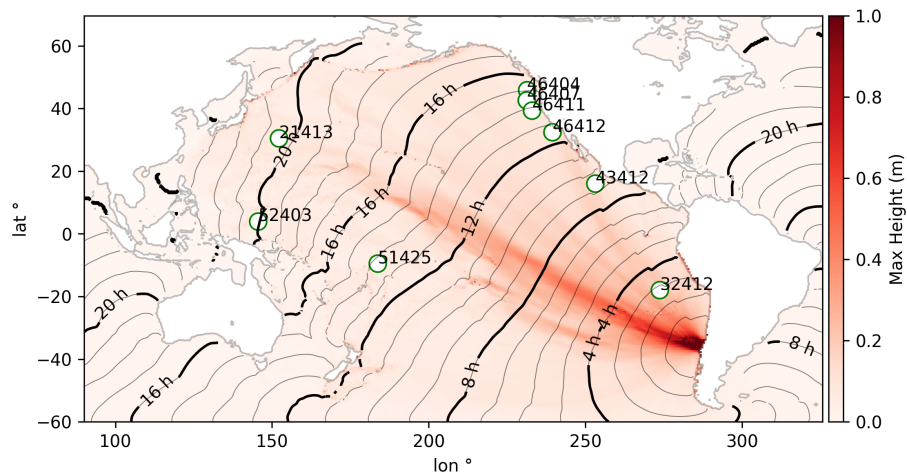 60
40
20
0
−20
−40
−60
lat °
100
150
200
250
300
lon °
46404
46407
46411
46412
43412
21413
52403
51425
32412
16 h
20 h
20 h
16 h
16 h
12 h
20 h
16 h
8 h
4 h
4 h
8 h
1.0
0.8
0.6
0.4
0.2
0.0
Max Height (m)